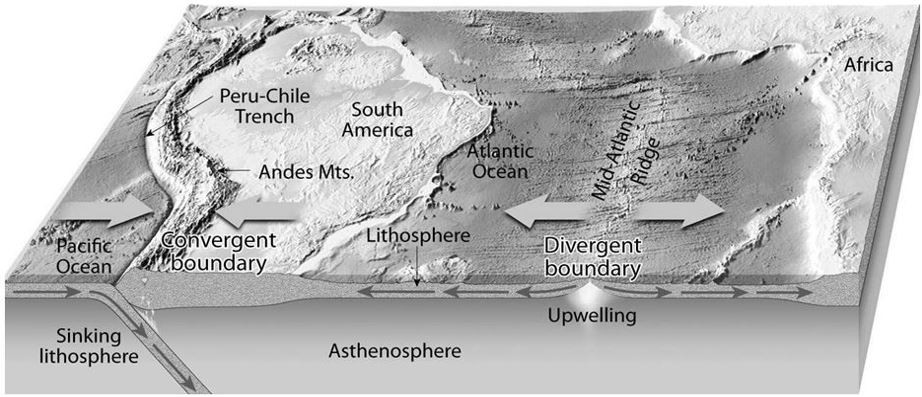 Africa
Peru-Chile
Trench
South
America
Andes Mts.
Atlantic
Ocean
Mid-Atlantic
Ridge
Pacific
Ocean
Convergent
boundary
Lithosphere
Divergent
boundary
Upwelling
Sinking
lithosphere
Asthenosphere